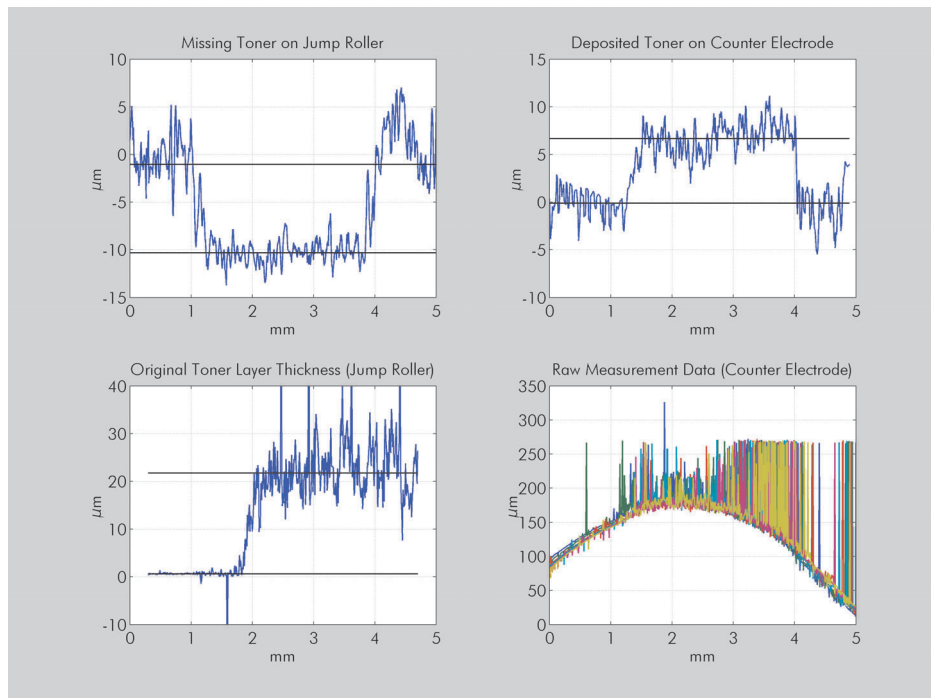 Missing Toner on Jump Roller
10
5
0
-5
-10
-15
µm
0 1 2 3 4 5
mm
Deposited Toner on Counter Electrode
15
10
5
0
-5
-10
µm
0 1 2 3 4 5
mm
Original Toner Layer Thickness (Jump Roller)
40
30
20
10
0
-10
µm
0 1 2 3 4 5
mm
Raw Measurement Data (Counter Electrode)
350
300
250
200
150
100
50
0
µm
0 1 2 3 4 5
mm